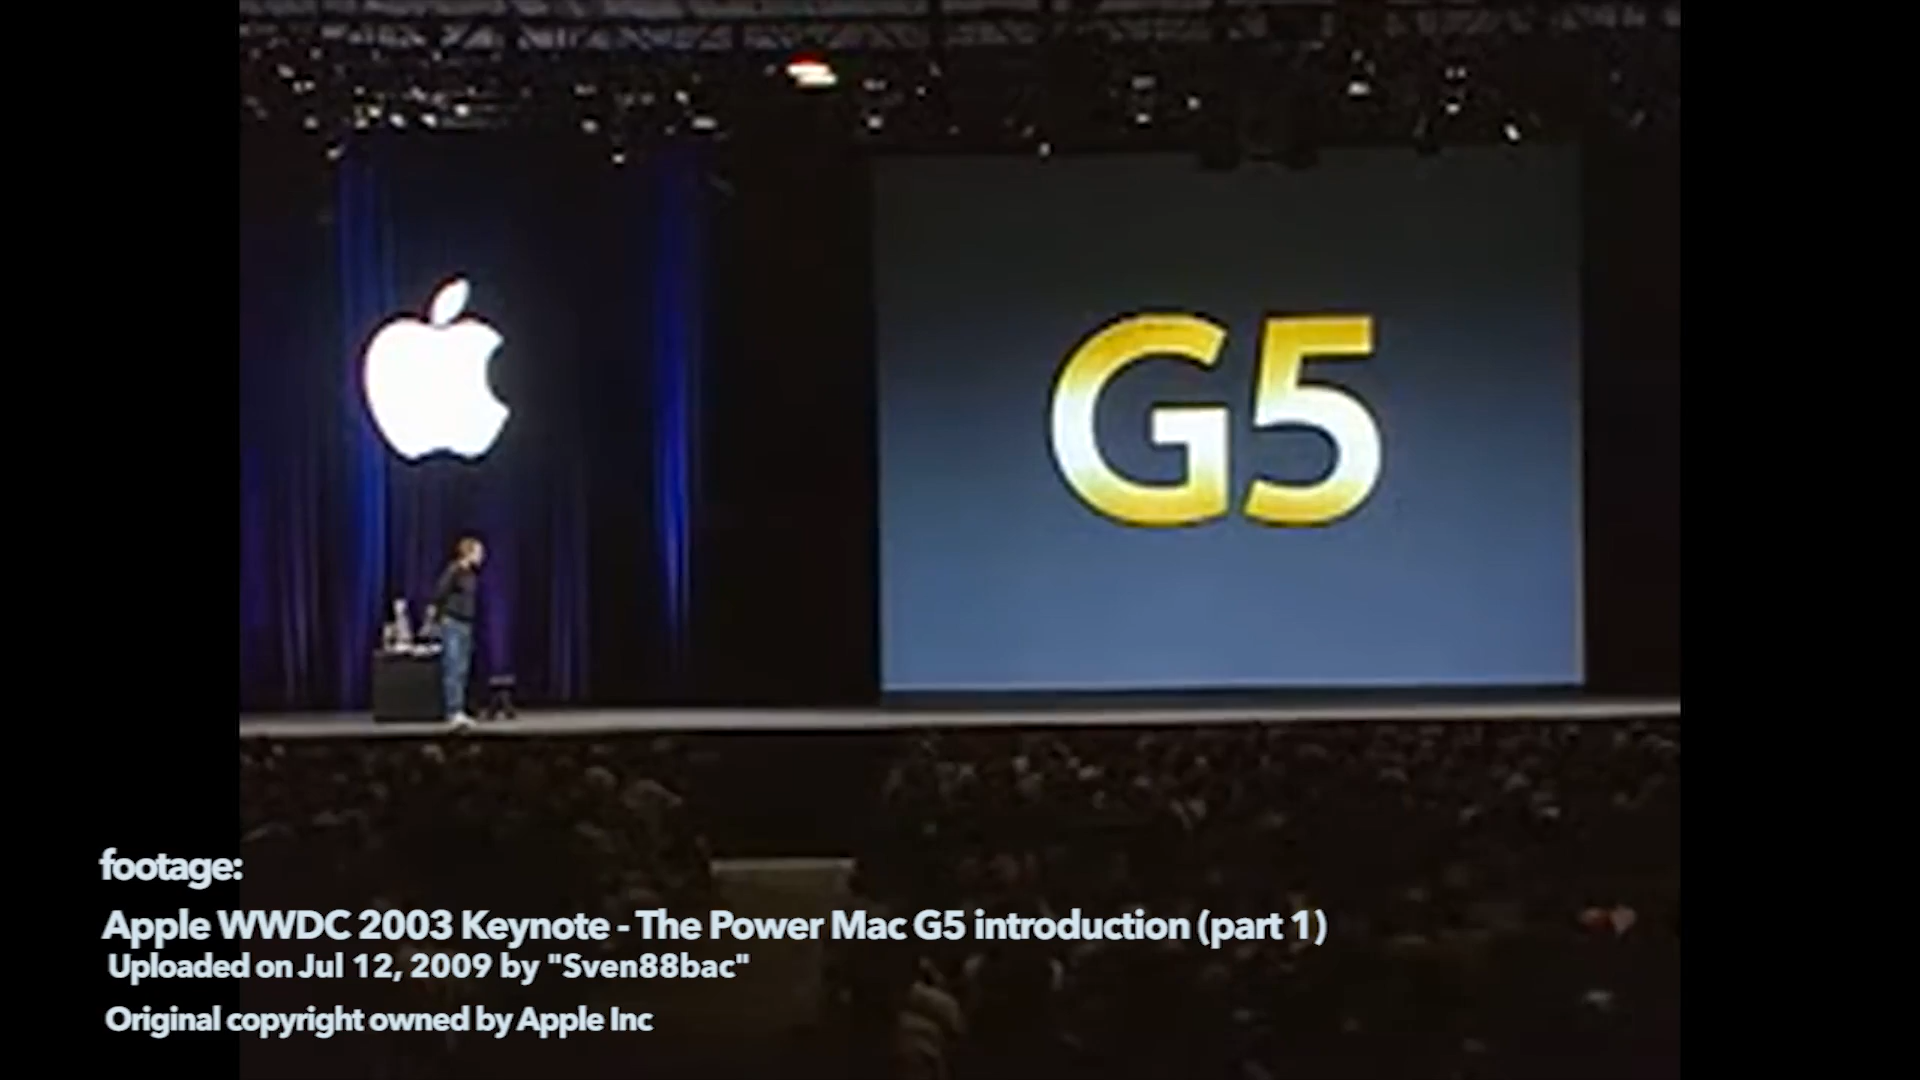 G5
footage:
Apple WWDC 2003 Keynote - The Power Mac G5 introduction (part 1)
Uploaded on Jul 12, 2009 by "Sven88bac"
Original copyright owned by Apple Inc